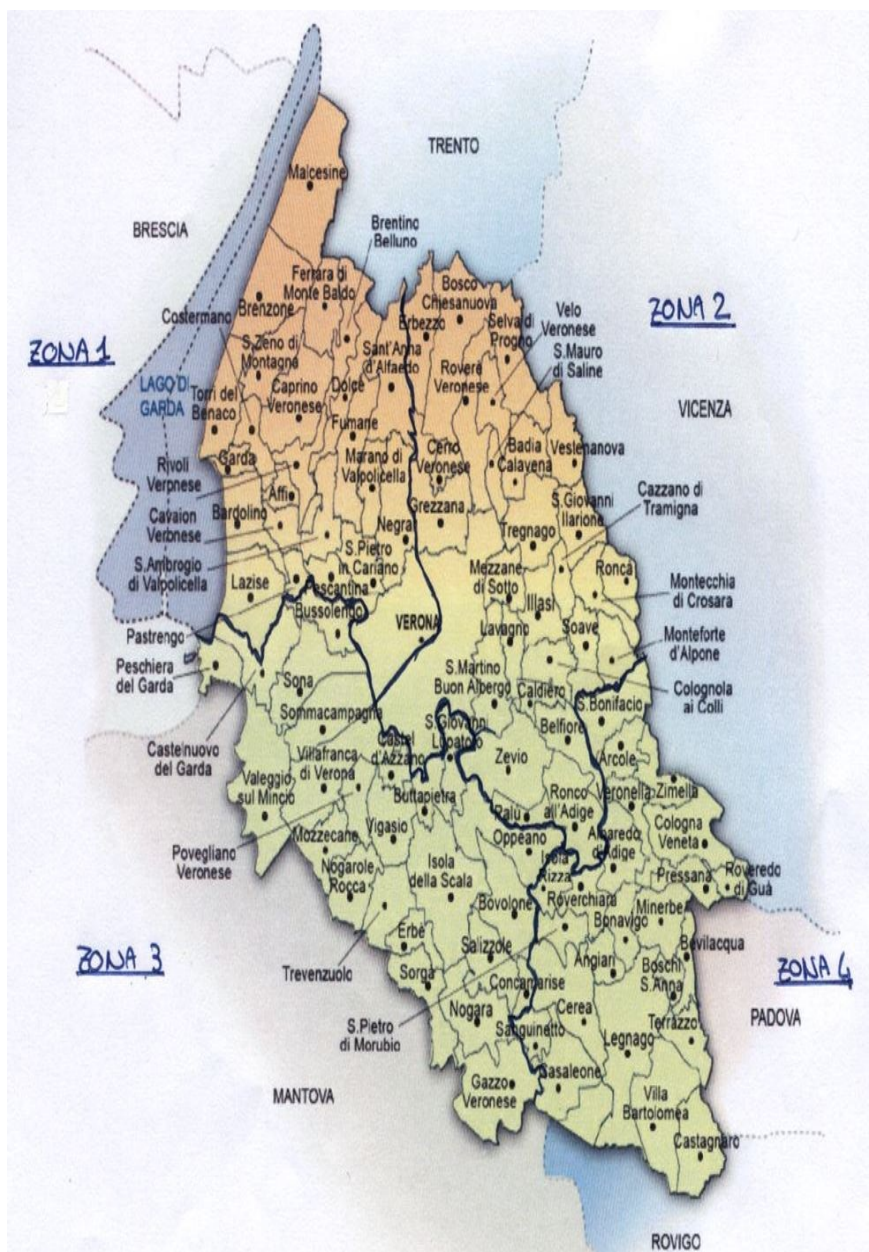 TRENTO
Malcesine
BRESCIA
Brentino
Belluno
Ferrara di
Monte Baldo
Bosco
Chiesanuova
Costermano
Brenzone
Erbezzo
Selva di
Progno
Velo
Veronese
ZONA 2
ZONA 1
S.Zeno di
Montagna
Sant'Anna
d'Alfaedo
S.Mauro
di Saline
LAGO DI
GARDA
Torri del
Benaco
Caprino
Veronese
Dolcè
Roverè
Veronese
VICENZA
Fumane
Rivoli
Verpnese
Garda
Marano di
Valpolicella
Cerro
Veronese
Badia
Calavena
Vestenanova
Affi
Cazzano di
Tramigna
Cavaion
Veronese
Bardolino
Negrar
Grezzana
S.Giovanni
Ilarione
Tregnago
S.Ambrogio
di Valpolicella
S.Pietro
in Cariano
Mezzane
di Sotto
Roncà
Lazise
Pescantina
Montecchia
di Crosara
Illasi
Bussolengo
Pastrengo
VERONA
Lavagno
Soave
Monteforte
d'Alpone
Peschiera
del Garda
Sona
S.Martino
Buon Albergo
Caldiero
Colognola
ai Colli
S.Bonifacio
Sommacampagna
S.Giovanni
Lupatoto
Belfiore
Castelnuovo
del Garda
Villafranca
di Verona
Castel
d'Azzano
Zevio
Arcole
Valeggio
sul Mincio
Buttapietra
Ronco
all'Adige
Veronella
Zimella
Palù
Mozzecane
Vigasio
Oppeano
Albaredo
d'Adige
Cologna
Veneta
Povegliano
Veronese
Nogarole
Rocca
Isola
della Scala
Isola
Rizza
Pressana
Roveredo
di Guà
Roverchiara
Bovolone
Bonavigo
Minerbe
Erbè
Salizzole
Bevilacqua
ZONA 3
Trevenzuolo
Sorgà
Angiari
Boschi
S.Anna
ZONA 4
Concamarise
Nogara
Cerea
PADOVA
S.Pietro
di Morubio
Sanguinetto
Legnago
Terrazzo
MANTOVA
Gazzo
Veronese
Casaleone
Villa
Bartolomea
Castagnaro
ROVIGO